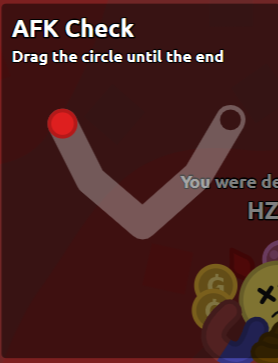 AFK Check
Drag the circle until the end
You were de
HZ
G
G